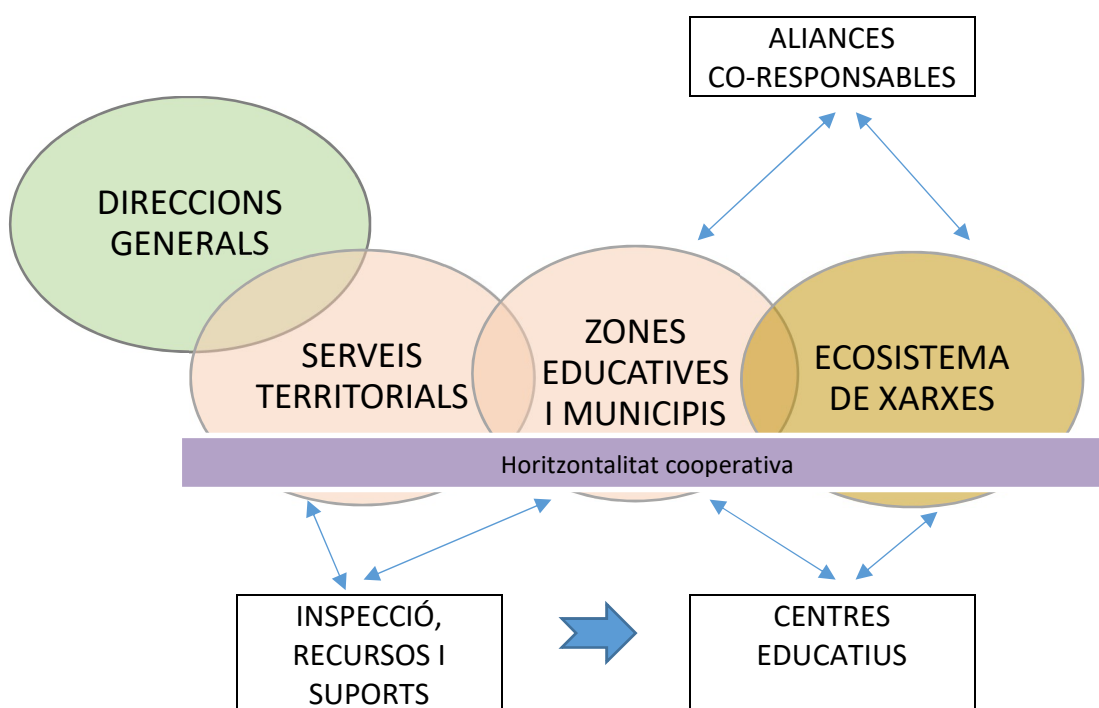 ALIANCES
CO-RESPONSABLES
DIRECCIONS
GENERALS
SERVEIS
TERRITORIALS
ZONES
EDUCATIVES
I MUNICIPIS
ECOSISTEMA
DE XARXES
Horitzontalitat cooperativa
INSPECCIÓ,
RECURSOS I
SUPORTS
CENTRES
EDUCATIUS